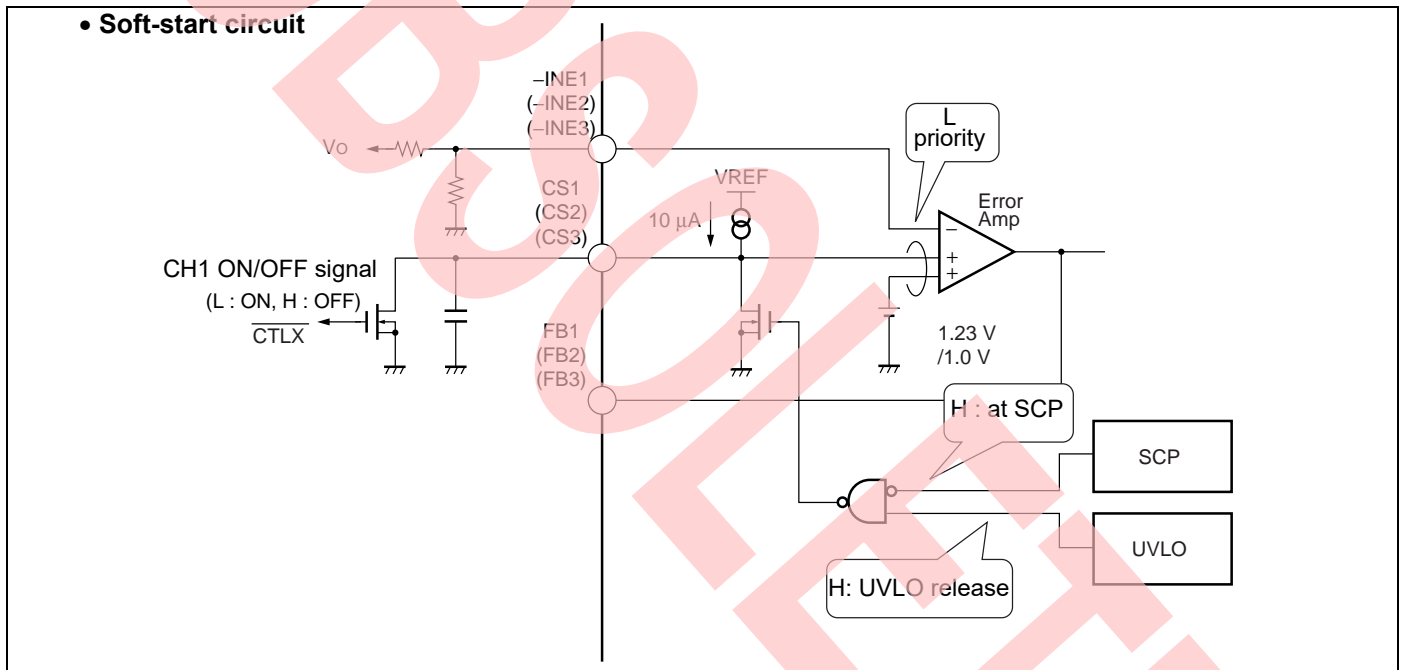 • Soft-start circuit
–INE1
(–INE2)
(–INE3)
L
priority
Vo
VREF
CS1
(CS2)
(CS3)
10 μA
Error
Amp
−
+
+
CH1 ON/OFF signal
(L : ON, H : OFF)
CTLX
1.23 V
/1.0 V
FB1
(FB2)
(FB3)
H : at SCP
SCP
UVLO
H: UVLO release
OBSOLETE